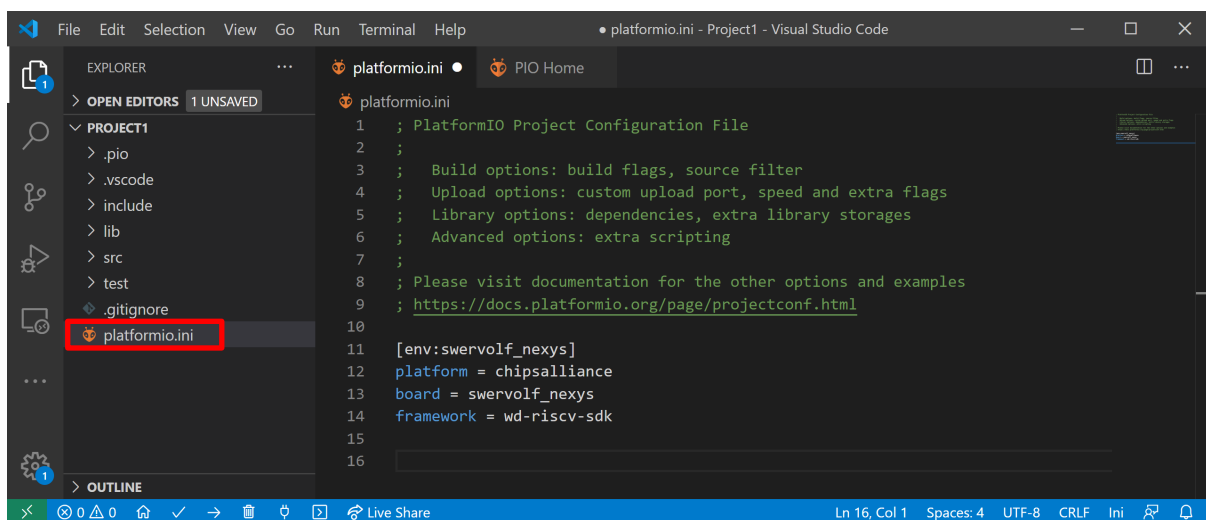 File Edit Selection View Go Run Terminal Help ● platformio.ini - Project1 - Visual Studio Code
EXPLORER ···
platformio.ini ●
PIO Home
1
> OPEN EDITORS 1 UNSAVED
PROJECT1
> .pio
> .vscode
> include
> lib
> src
> test
.gitignore
platformio.ini
> OUTLINE
1
platformio.ini
1 ; PlatformIO Project Configuration File
2 ;
3 ;   Build options: build flags, source filter
4 ;   Upload options: custom upload port, speed and extra flags
5 ;   Library options: dependencies, extra library storages
6 ;   Advanced options: extra scripting
7 ;
8 ; Please visit documentation for the other options and examples
9 ; https://docs.platformio.org/page/projectconf.html
10
11 [env:swervolf_nexys]
12 platform = chipsalliance
13 board = swervolf_nexys
14 framework = wd-riscv-sdk
15
16
0 0 Live Share Ln 16, Col 1 Spaces: 4 UTF-8 CRLF Ini